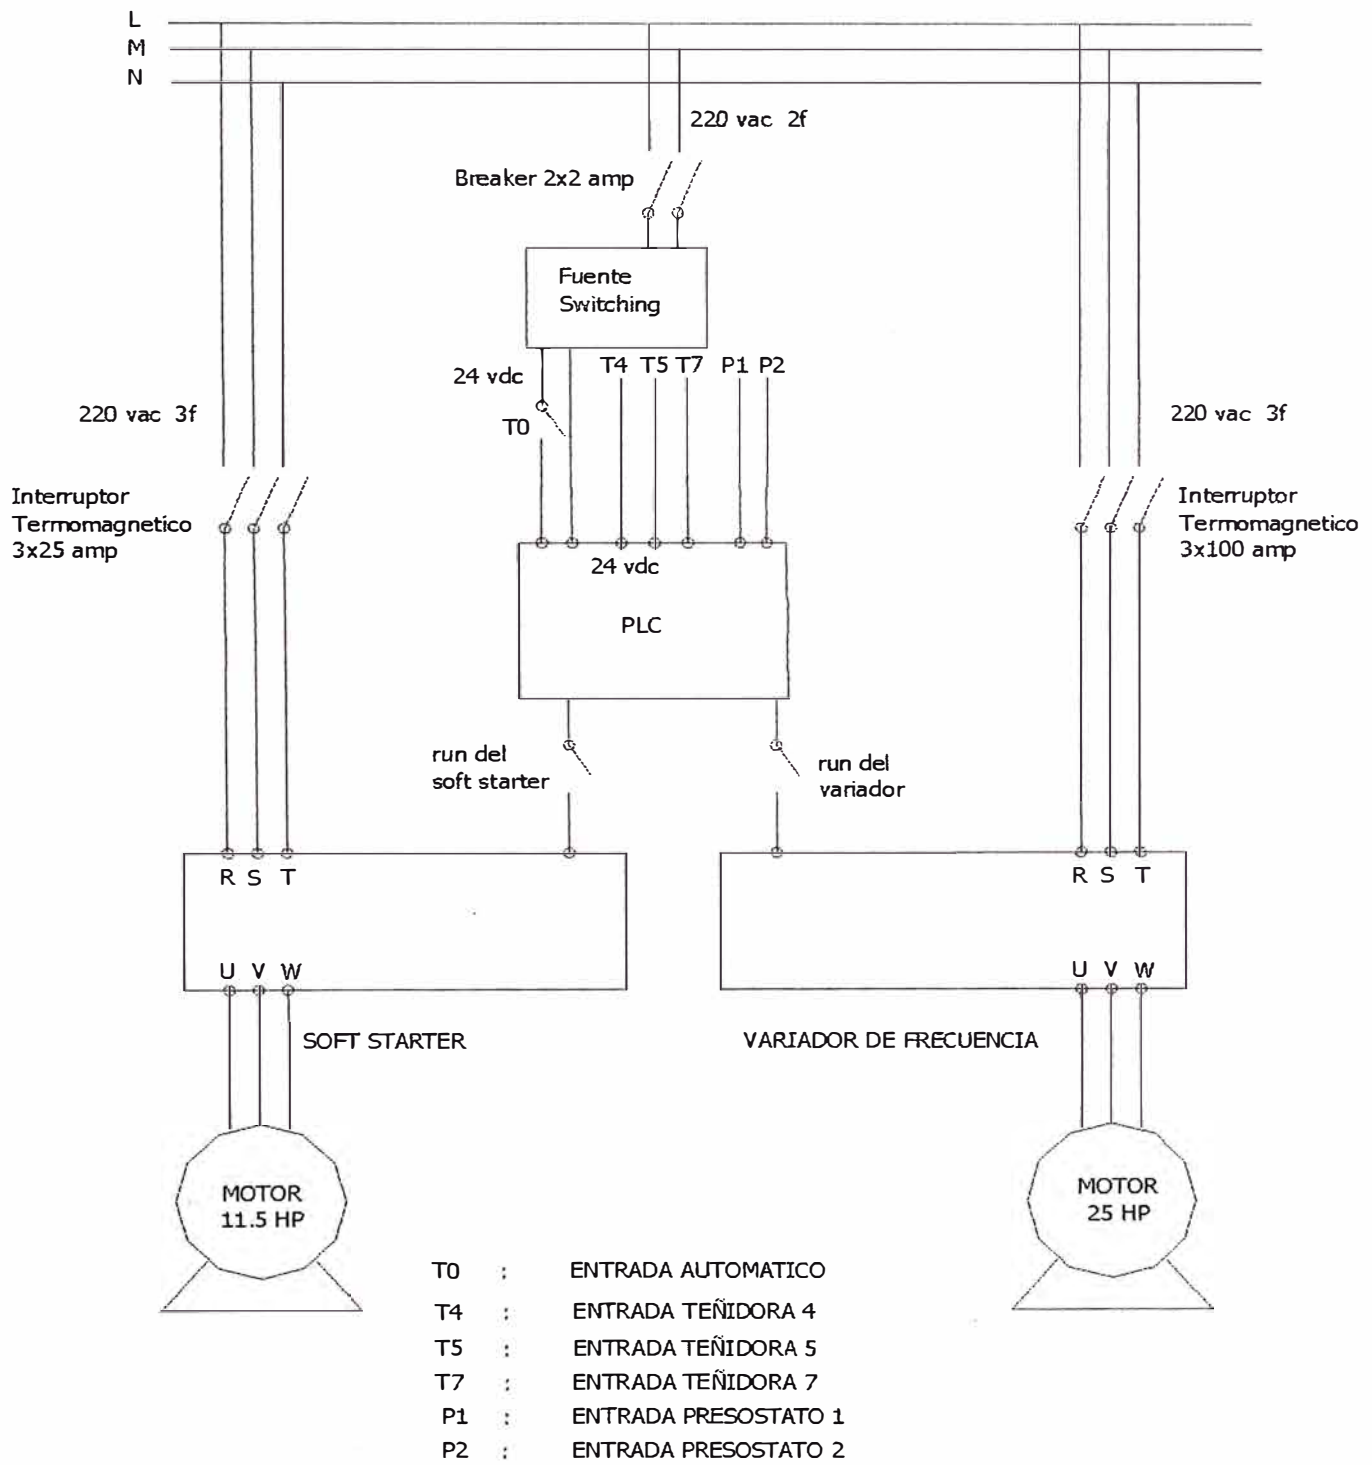 L
M
N
220 vac 2f
Breaker 2x2 amp
Fuente
Switching
24 vdc
T0
T4 T5 T7 P1 P2
220 vac 3f
220 vac 3f
Interruptor
Termomagnetico
3x25 amp
Interruptor
Termomagnetico
3x100 amp
24 vdc
PLC
run del
soft starter
run del
variador
R S T
R S T
U V W
U V W
SOFT STARTER
VARIADOR DE FRECUENCIA
MOTOR
11.5 HP
MOTOR
25 HP
T0 : ENTRADA AUTOMATICO
T4 : ENTRADA TEÑIDORA 4
T5 : ENTRADA TEÑIDORA 5
T7 : ENTRADA TEÑIDORA 7
P1 : ENTRADA PRESOSTATO 1
P2 : ENTRADA PRESOSTATO 2